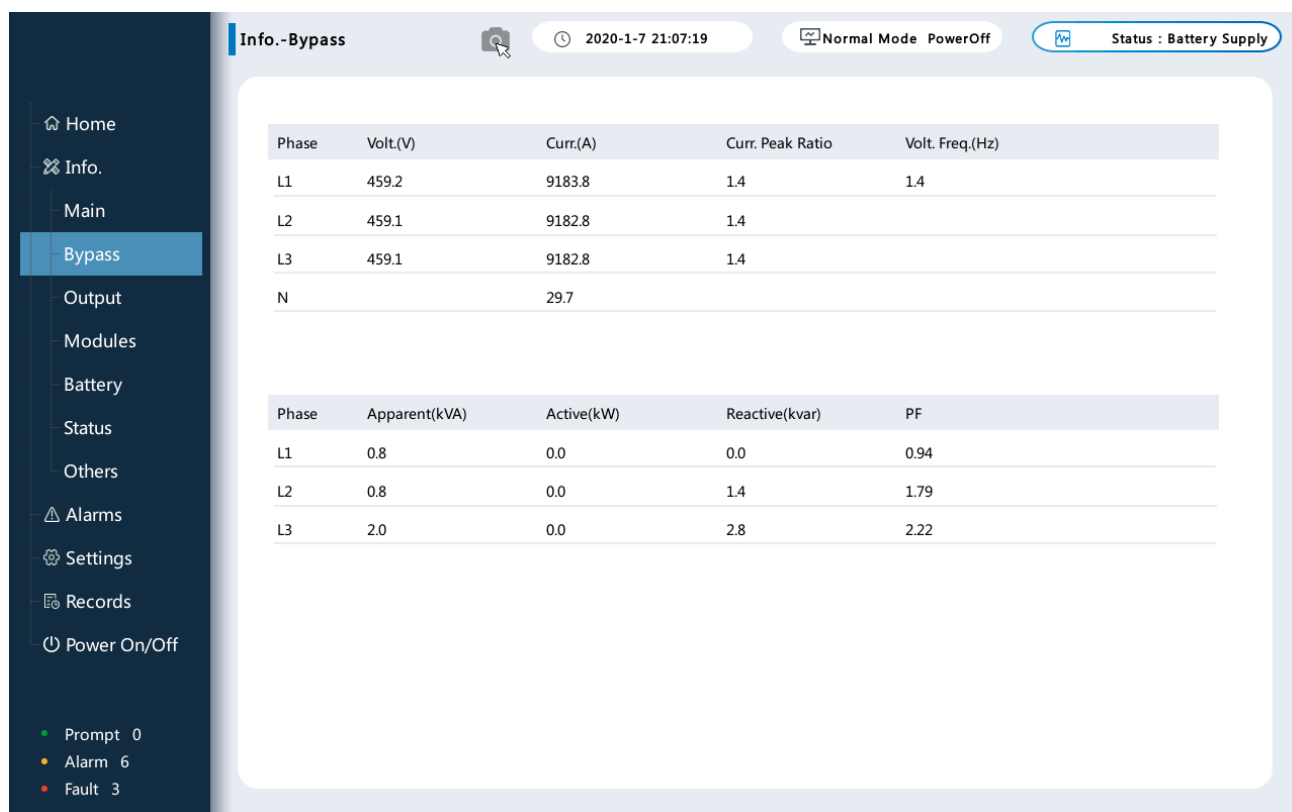 Info.-Bypass
2020-1-7 21:07:19
Normal Mode PowerOff
Status : Battery Supply
Home
Info.
Main
Bypass
Output
Modules
Battery
Status
Others
Alarms
Settings
Records
Power On/Off
Prompt 0
Alarm 6
Fault 3
Phase Volt.(V) Curr.(A) Curr. Peak Ratio Volt. Freq.(Hz)
L1 459.2 9183.8 1.4 1.4
L2 459.1 9182.8 1.4
L3 459.1 9182.8 1.4
N 29.7
Phase Apparent(kVA) Active(kW) Reactive(kvar) PF
L1 0.8 0.0 0.0 0.94
L2 0.8 0.0 1.4 1.79
L3 2.0 0.0 2.8 2.22